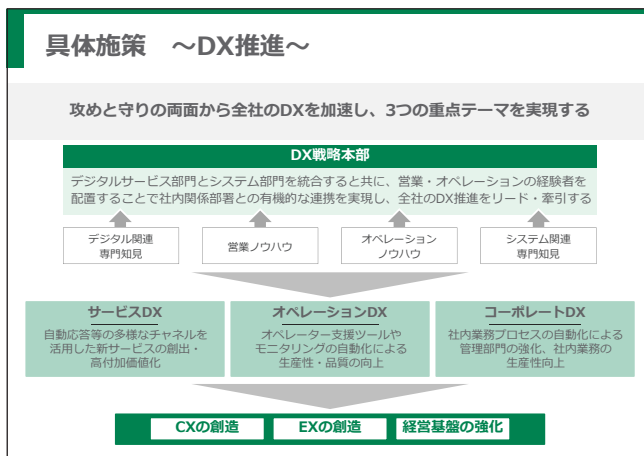 具体施策　～DX推進～
攻めと守りの両面から全社のDXを加速し、3つの重点テーマを実現する
DX戦略本部
デジタルサービス部門とシステム部門を統合すると共に、営業・オペレーションの経験者を
配置することで社内関係部署との有機的な連携を実現し、全社のDX推進をリード・牽引する
デジタル関連
専門知見
営業ノウハウ
オペレーション
ノウハウ
システム関連
専門知見
サービスDX
自動応答等の多様なチャネルを
活用した新サービスの創出・
高付加価値化
オペレーションDX
オペレーター支援ツールや
モニタリングの自動化による
生産性・品質の向上
コーポレートDX
社内業務プロセスの自動化による
管理部門の強化、社内業務の
生産性向上
CXの創造
EXの創造
経営基盤の強化